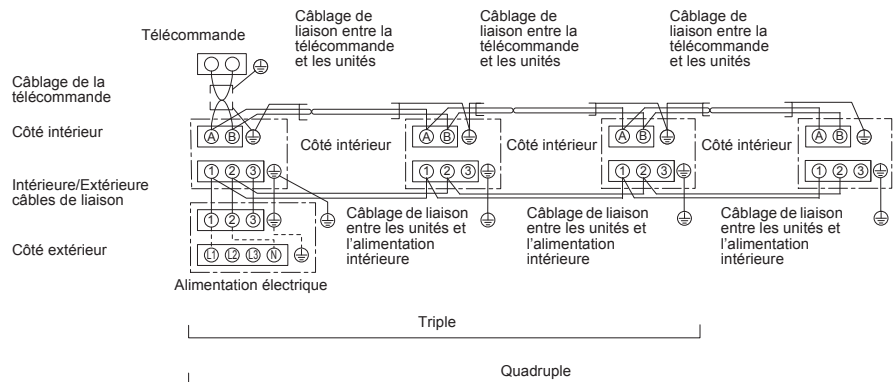 Télécommande
Câblage de
liaison entre la
télécommande
et les unités
Câblage de
liaison entre la
télécommande
et les unités
Câblage de
liaison entre la
télécommande
et les unités
Câblage de la
télécommande
Côté intérieur
A B
Côté intérieur
A B
Côté intérieur
A B
Côté intérieur
A B
1 2 3
1 2 3
1 2 3
1 2 3
Intérieure/Extérieure
câbles de liaison
1 2 3
Câblage de liaison
entre les unités et
l'alimentation
intérieure
Câblage de liaison
entre les unités et
l'alimentation
intérieure
Câblage de liaison
entre les unités et
l'alimentation
intérieure
Côté extérieur
L1 L2 L3 N
Alimentation électrique
Triple
Quadruple